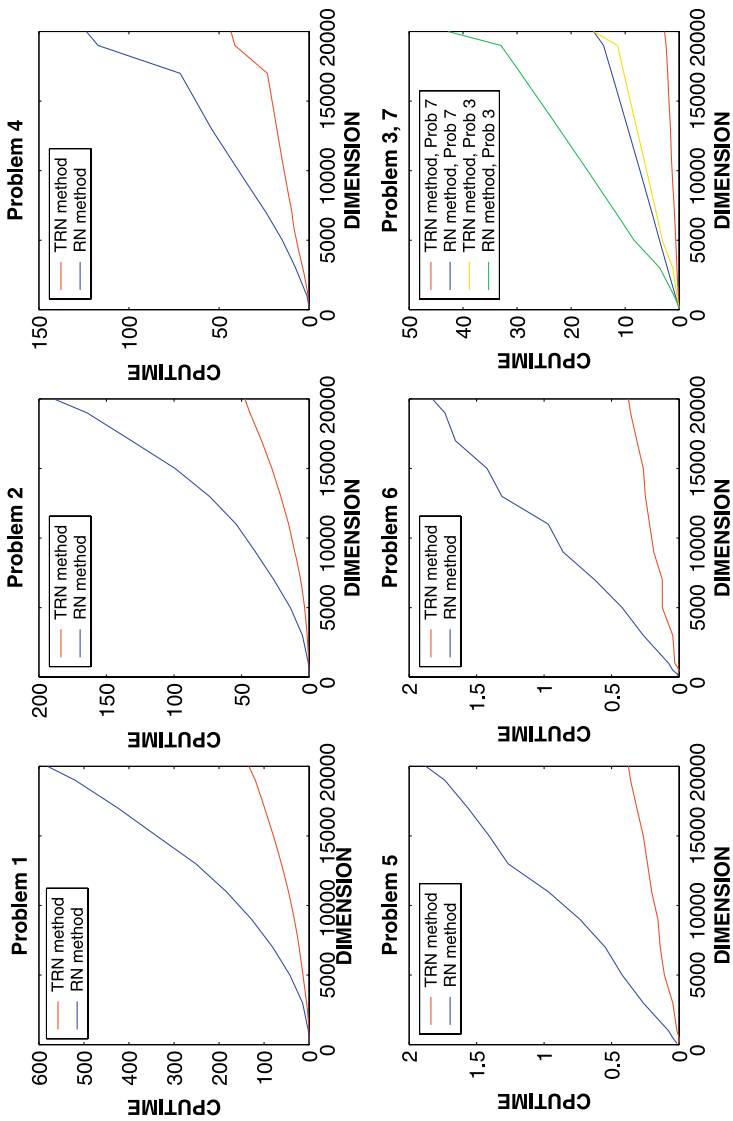 Problem 1
TRN method
RN method
600
500
400
300
200
100
0
CPUTIME
0
5000
10000
15000
20000
DIMENSION
Problem 2
TRN method
RN method
200
150
100
50
0
CPUTIME
0
5000
10000
15000
20000
DIMENSION
Problem 4
TRN method
RN method
150
100
50
0
CPUTIME
0
5000
10000
15000
20000
DIMENSION
Problem 5
TRN method
RN method
2
1.5
1
0.5
0
CPUTIME
0
5000
10000
15000
20000
DIMENSION
Problem 6
TRN method
RN method
2
1.5
1
0.5
0
CPUTIME
0
5000
10000
15000
20000
DIMENSION
Problem 3, 7
TRN method, Prob 7
RN method, Prob 7
TRN method, Prob 3
RN method, Prob 3
50
40
30
20
10
0
CPUTIME
0
5000
10000
15000
20000
DIMENSION